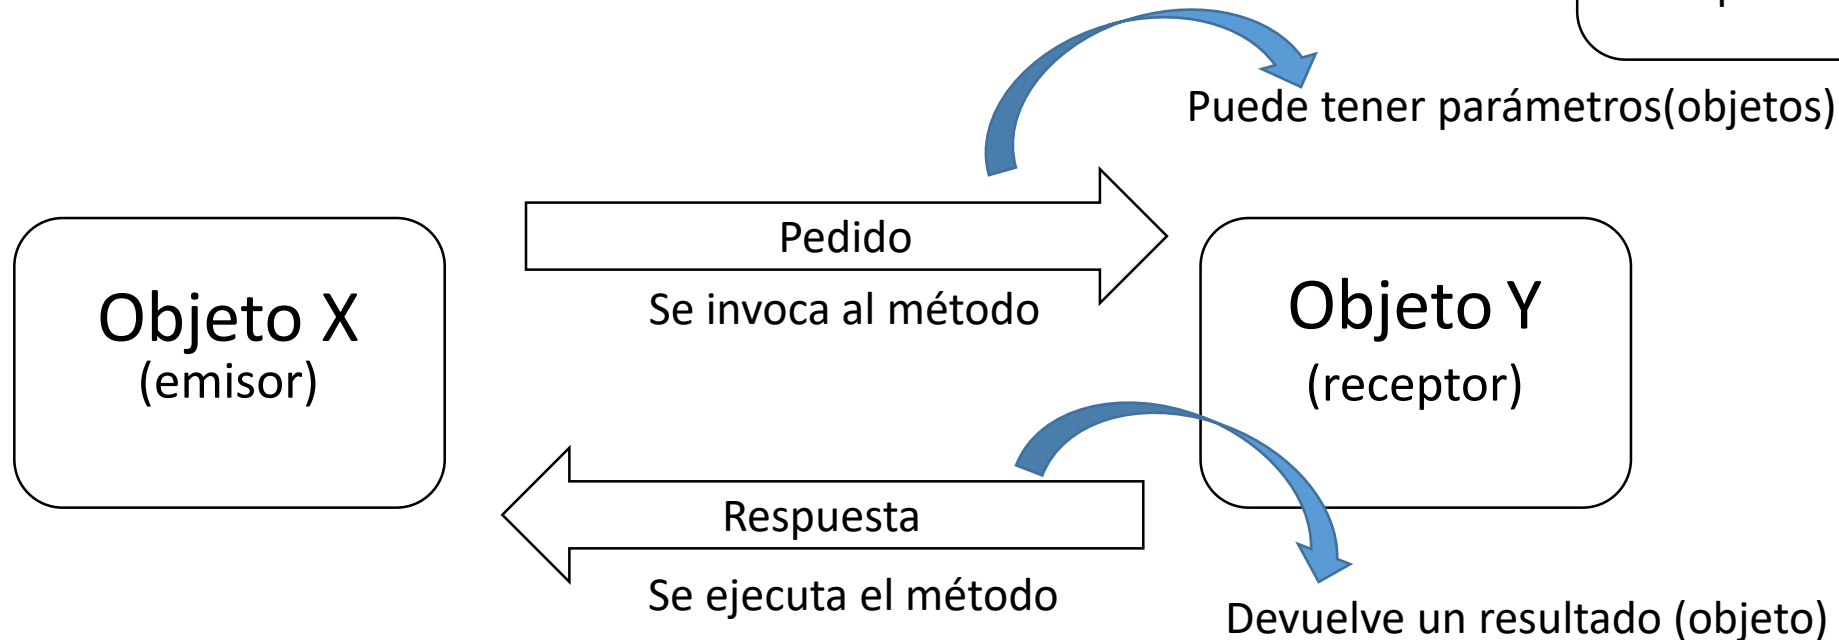 Puede tener parámetros(objetos)
Pedido
Se invoca al método
Objeto X
(emisor)
Objeto Y
(receptor)
Respuesta
Se ejecuta el método
Devuelve un resultado (objeto)